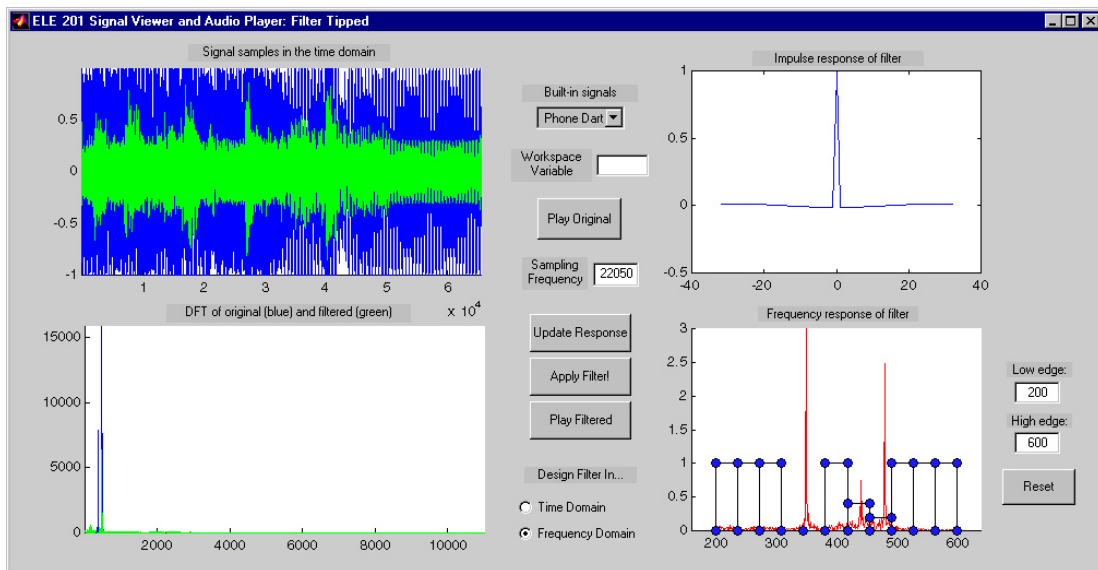 ELE 201 Signal Viewer and Audio Player: Filter Tipped
Signal samples in the time domain
0.5
0
-0.5
-1
1
2
3
4
5
6
x 10^4
DFT of original (blue) and filtered (green)
15000
10000
5000
0
2000
4000
6000
8000
10000
Built-in signals
Phone Dart
Workspace
Variable
Play Original
Sampling
Frequency
22050
Update Response
Apply Filter!
Play Filtered
Design Filter In...
Time Domain
Frequency Domain
Impulse response of filter
1
0.5
0
-0.5
-40
-20
0
20
40
Frequency response of filter
3
2.5
2
1.5
1
0.5
0
200
300
400
500
600
Low edge:
200
High edge:
600
Reset